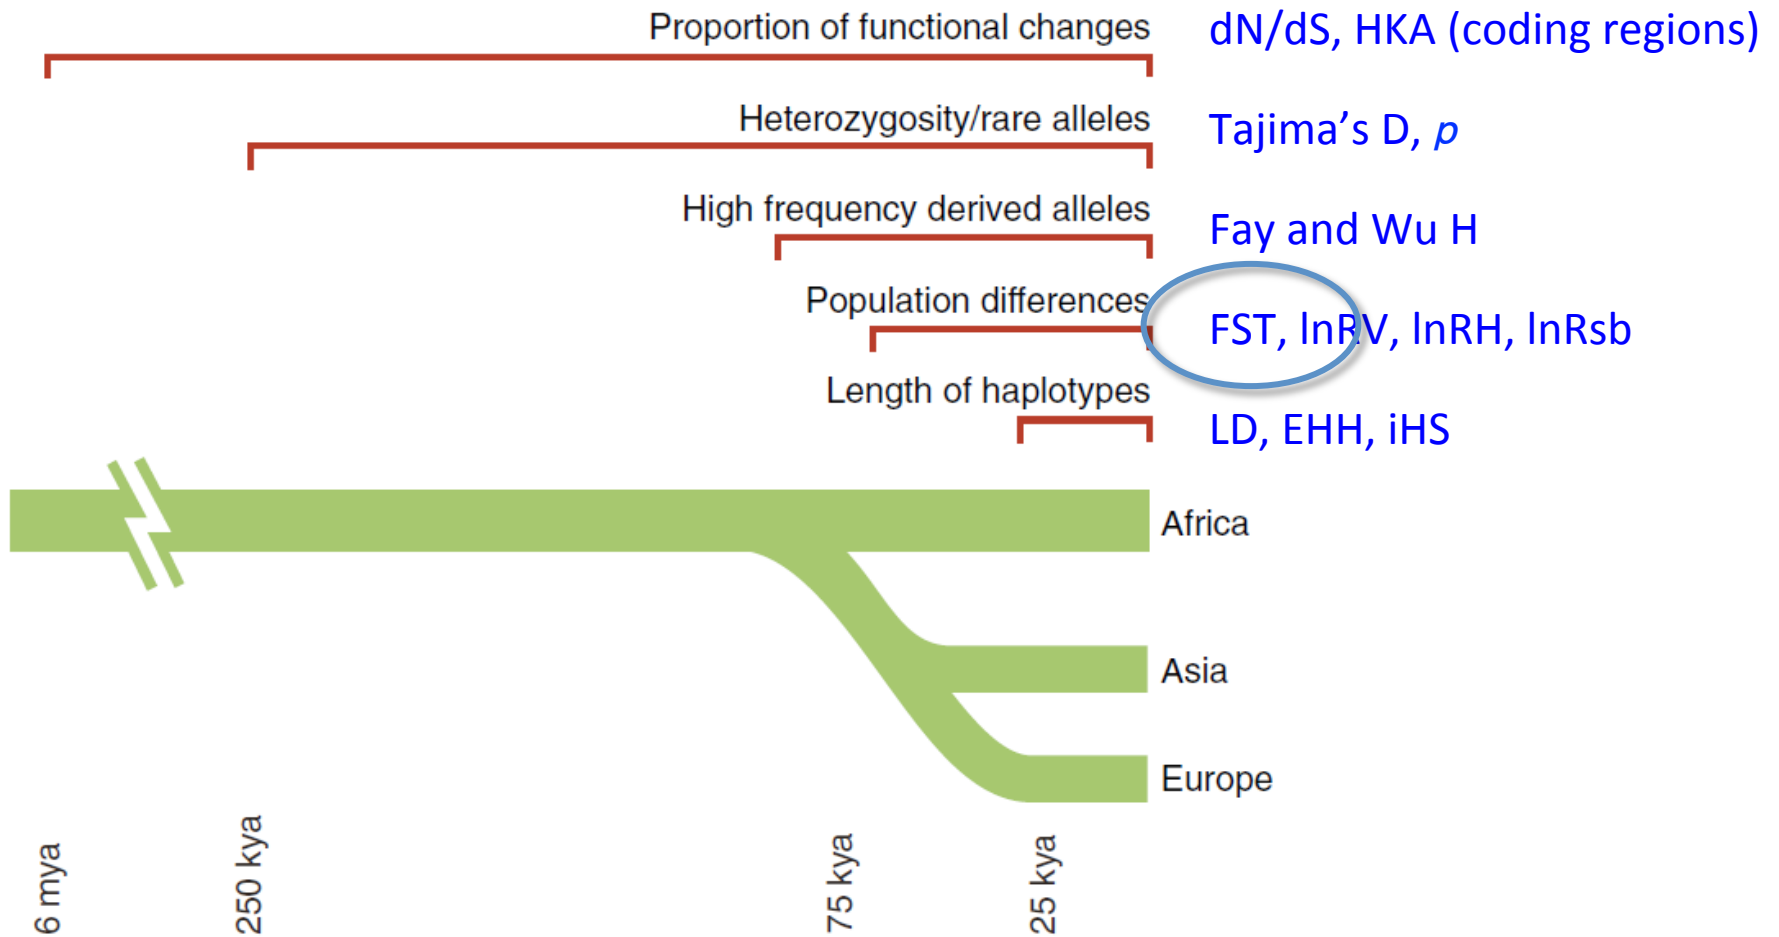 Proportion of functional changes dN/dS, HKA (coding regions)
Heterozygosity/rare alleles Tajima’s D, p
High frequency derived alleles Fay and Wu H
Population differences FST, lnRV, lnRH, lnRsb
Length of haplotypes LD, EHH, iHS
Africa
Asia
Europe
6 mya
250 kya
75 kya
25 kya